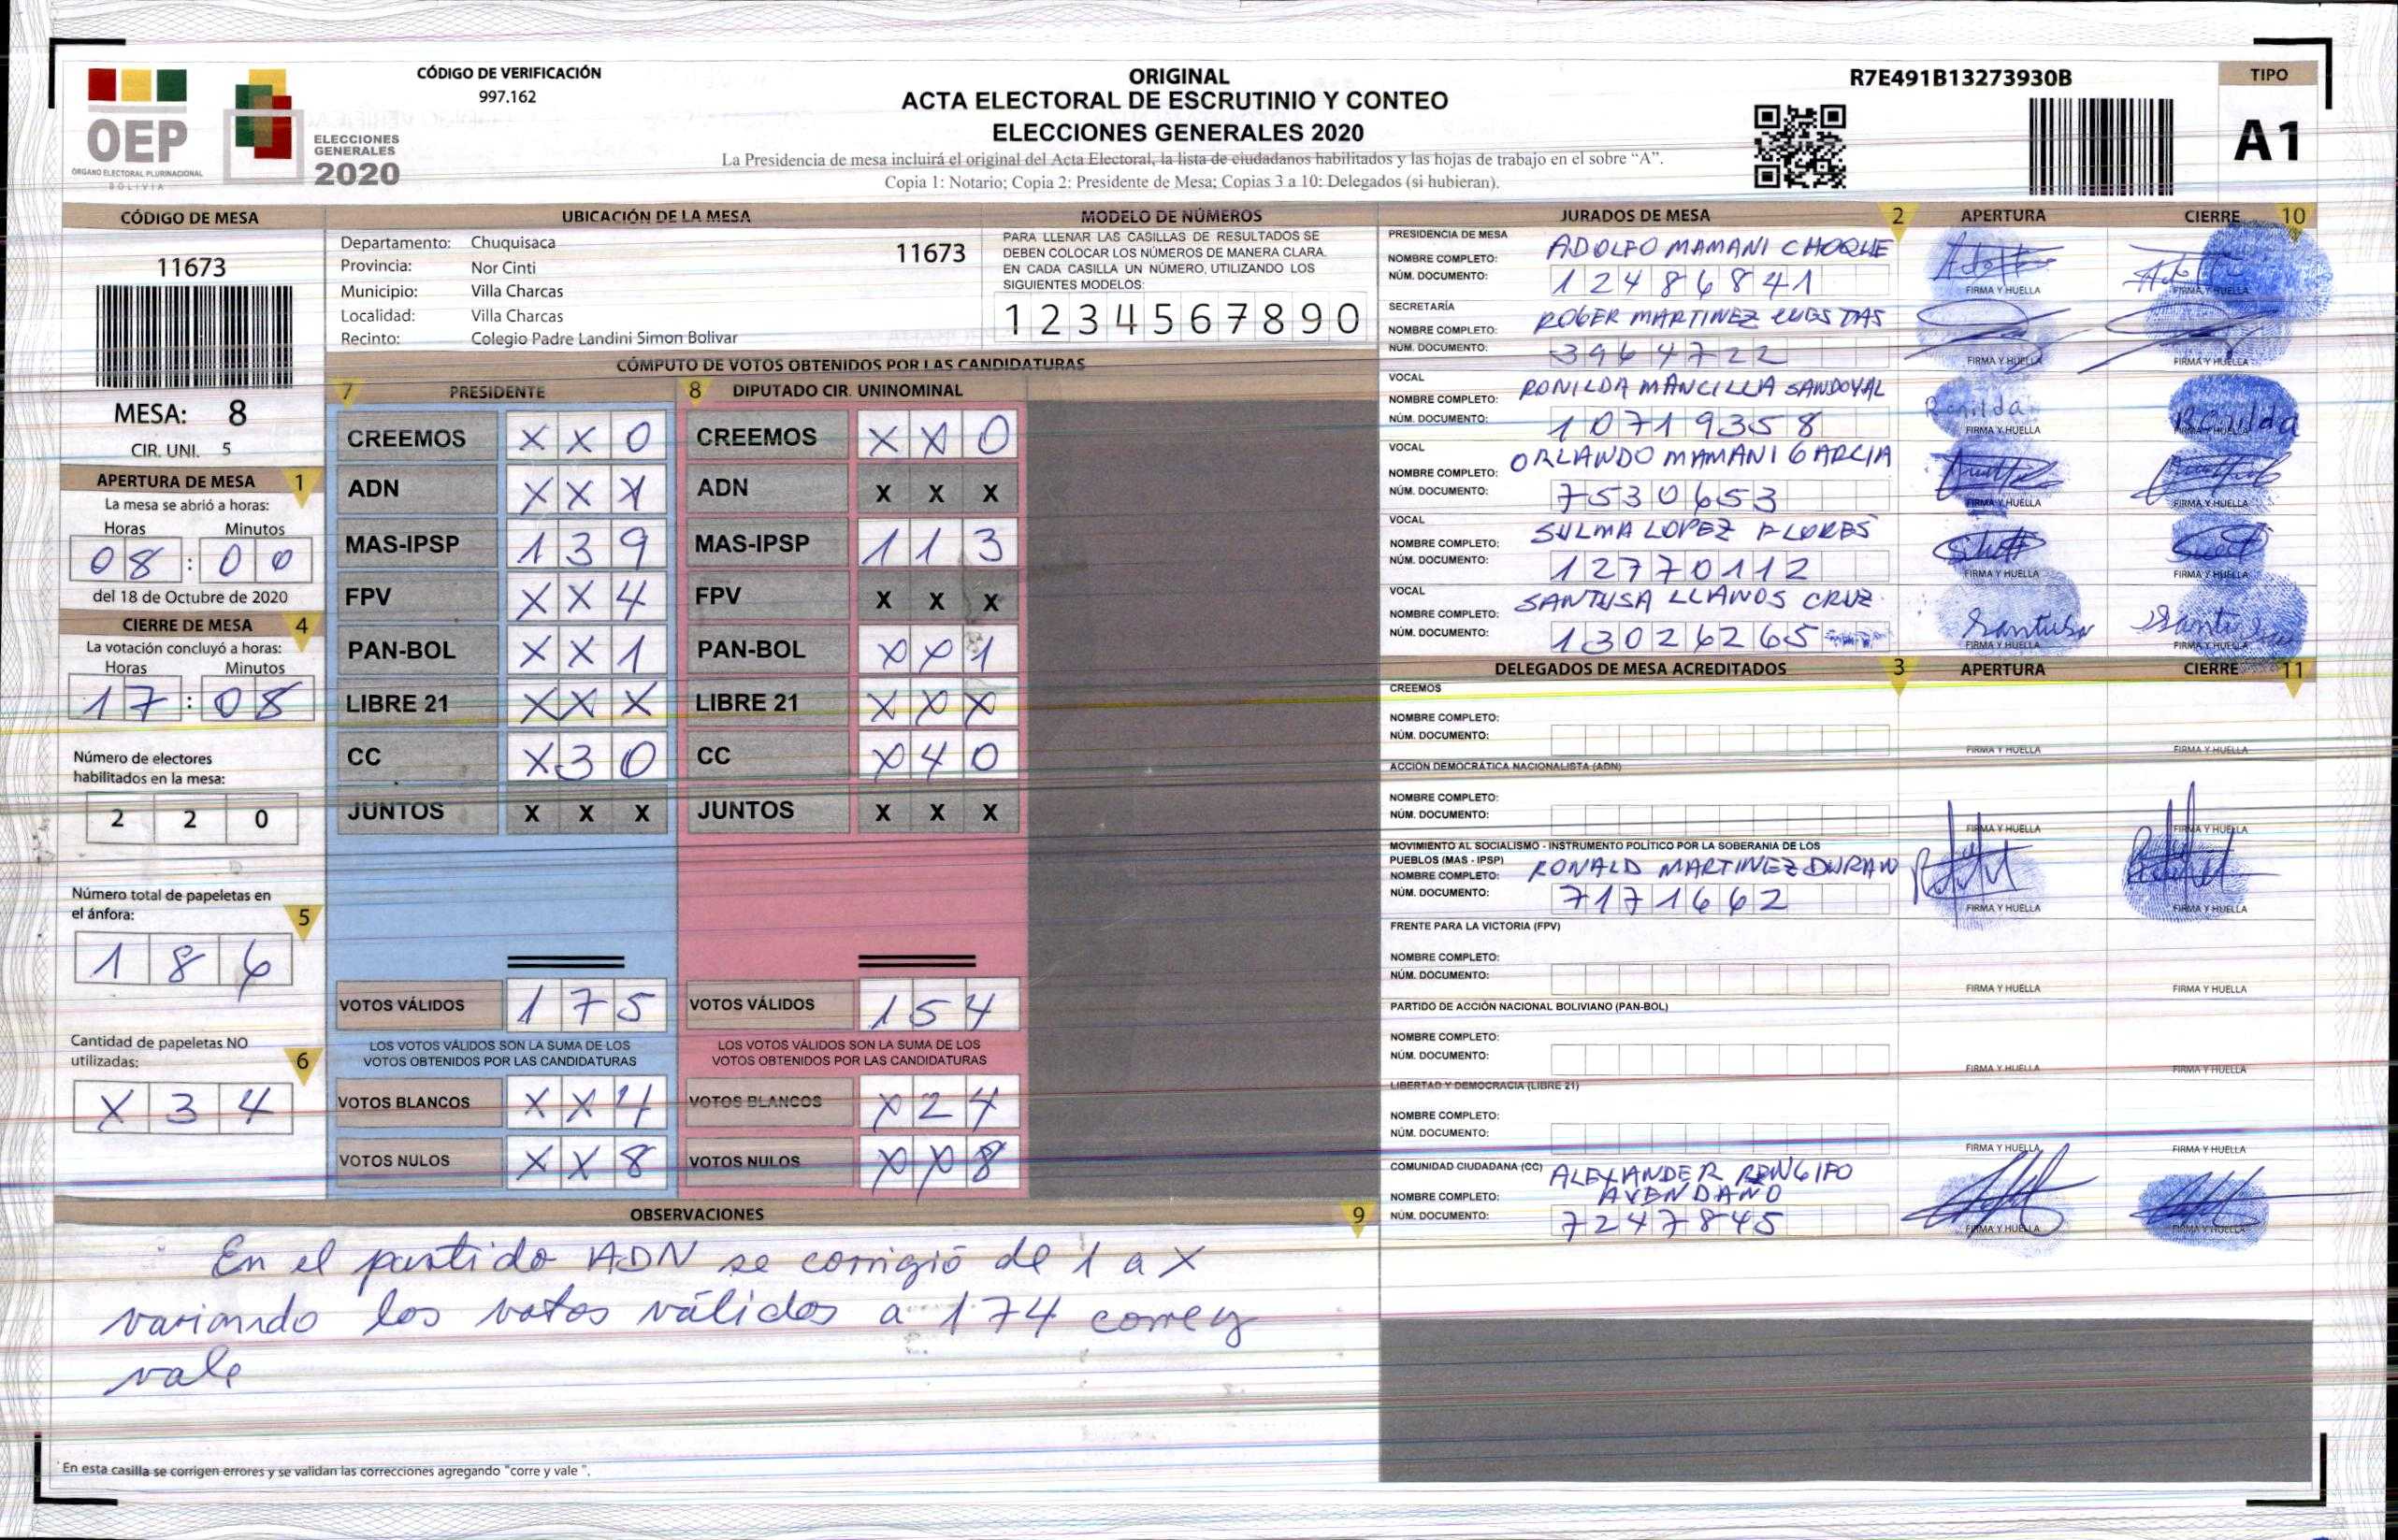 CÓDIGO DE VERIFICACIÓN
997.162
ORIGINAL
ACTA ELECTORAL DE ESCRUTINIO Y CONTEO
ELECCIONES GENERALES 2020
La Presidencia de mesa incluirá el original del Acta Electoral, la lista de ciudadanos habilitados y las hojas de trabajo en el sobre “A”.
Copia 1: Notario; Copia 2: Presidente de Mesa; Copias 3 a 10: Delegados (si hubieran).
R7E491B13273930B
TIPO
A1
OEP
ÓRGANO ELECTORAL PLURINACIONAL
BOLIVIA
ELECCIONES
GENERALES
2020
CÓDIGO DE MESA
11673
MESA: 8
CIR. UNI. 5
APERTURA DE MESA 1
La mesa se abrió a horas:
Horas Minutos
08 : 00
del 18 de Octubre de 2020
CIERRE DE MESA 4
La votación concluyó a horas:
Horas Minutos
17 : 08
Número de electores
habilitados en la mesa:
2 2 0
Número total de papeletas en
el ánfora: 5
1 8 6
Cantidad de papeletas NO
utilizadas: 6
X 3 4
UBICACIÓN DE LA MESA
Departamento: Chuquisaca 11673
Provincia: Nor Cinti
Municipio: Villa Charcas
Localidad: Villa Charcas
Recinto: Colegio Padre Landini Simon Bolivar
MODELO DE NÚMEROS
PARA LLENAR LAS CASILLAS DE RESULTADOS SE
DEBEN COLOCAR LOS NÚMEROS DE MANERA CLARA.
EN CADA CASILLA UN NÚMERO, UTILIZANDO LOS
SIGUIENTES MODELOS:
1 2 3 4 5 6 7 8 9 0
CÓMPUTO DE VOTOS OBTENIDOS POR LAS CANDIDATURAS
7 PRESIDENTE 8 DIPUTADO CIR. UNINOMINAL
CREEMOS X X 0 CREEMOS X X 0
ADN X X X ADN X X X
MAS-IPSP 1 3 9 MAS-IPSP 1 1 3
FPV X X 4 FPV X X X
PAN-BOL X X 1 PAN-BOL X X 1
LIBRE 21 X X X LIBRE 21 X X X
CC X 3 0 CC X 4 0
JUNTOS X X X JUNTOS X X X
VOTOS VÁLIDOS 1 7 5 VOTOS VÁLIDOS 1 5 4
LOS VOTOS VÁLIDOS SON LA SUMA DE LOS LOS VOTOS VÁLIDOS SON LA SUMA DE LOS
VOTOS OBTENIDOS POR LAS CANDIDATURAS VOTOS OBTENIDOS POR LAS CANDIDATURAS
VOTOS BLANCOS X X 4 VOTOS BLANCOS X 2 4
VOTOS NULOS X X 8 VOTOS NULOS X X 8
OBSERVACIONES 9
En el partido ADN se corrigió de 1 a X
variando los votos válidos a 174 corre y
vale
*En esta casilla se corrigen errores y se validan las correcciones agregando "corre y vale ".
JURADOS DE MESA 2 APERTURA CIERRE 10
PRESIDENCIA DE MESA
NOMBRE COMPLETO: ADOLFO MAMANI CHOQUE
NÚM. DOCUMENTO: 12486841 FIRMA Y HUELLA FIRMA Y HUELLA
SECRETARÍA
NOMBRE COMPLETO: ROGER MARTINEZ
NÚM. DOCUMENTO: 3964722 FIRMA Y HUELLA FIRMA Y HUELLA
VOCAL
NOMBRE COMPLETO: RONILDA MANCILLA SANDOVAL Ronilda Ronilda
NÚM. DOCUMENTO: 10719358 FIRMA Y HUELLA FIRMA Y HUELLA
VOCAL
NOMBRE COMPLETO: ORLANDO MAMANI GARCIA
NÚM. DOCUMENTO: 7530653 FIRMA Y HUELLA FIRMA Y HUELLA
VOCAL
NOMBRE COMPLETO: SULMA LOPEZ FLORES
NÚM. DOCUMENTO: 12770112 FIRMA Y HUELLA FIRMA Y HUELLA
VOCAL
NOMBRE COMPLETO: SANTUSA LLANOS CRUZ Santusa
NÚM. DOCUMENTO: 13026265 FIRMA Y HUELLA FIRMA Y HUELLA
DELEGADOS DE MESA ACREDITADOS 3 APERTURA CIERRE 11
CREEMOS
NOMBRE COMPLETO:
NÚM. DOCUMENTO: FIRMA Y HUELLA FIRMA Y HUELLA
ACCIÓN DEMOCRÁTICA NACIONALISTA (ADN)
NOMBRE COMPLETO:
NÚM. DOCUMENTO: FIRMA Y HUELLA FIRMA Y HUELLA
MOVIMIENTO AL SOCIALISMO - INSTRUMENTO POLÍTICO POR LA SOBERANIA DE LOS
PUEBLOS (MAS - IPSP)
NOMBRE COMPLETO: RONALD MARTINEZ DURAN
NÚM. DOCUMENTO: 7171662 FIRMA Y HUELLA FIRMA Y HUELLA
FRENTE PARA LA VICTORIA (FPV)
NOMBRE COMPLETO:
NÚM. DOCUMENTO: FIRMA Y HUELLA FIRMA Y HUELLA
PARTIDO DE ACCIÓN NACIONAL BOLIVIANO (PAN-BOL)
NOMBRE COMPLETO:
NÚM. DOCUMENTO: FIRMA Y HUELLA FIRMA Y HUELLA
LIBERTAD Y DEMOCRACIA (LIBRE 21)
NOMBRE COMPLETO:
NÚM. DOCUMENTO: FIRMA Y HUELLA FIRMA Y HUELLA
COMUNIDAD CIUDADANA (CC) ALEXANDER RENGIFO
NOMBRE COMPLETO: AVENDAÑO
NÚM. DOCUMENTO: 7247845 FIRMA Y HUELLA FIRMA Y HUELLA